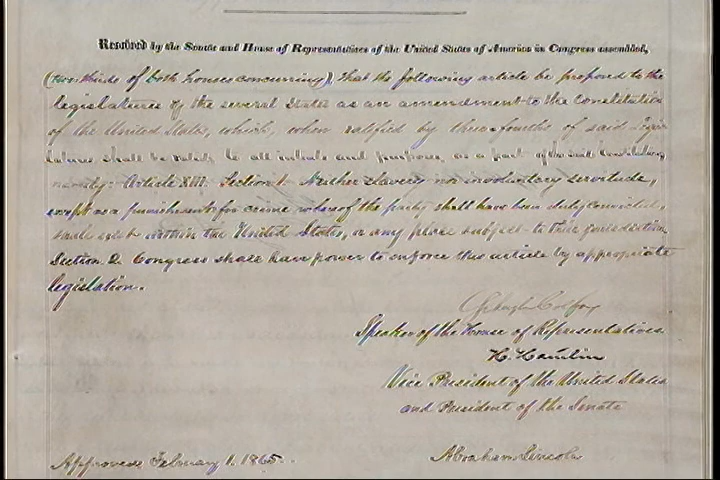 Resolved by the Senate and House of Representatives of the United States of America in Congress assembled,
(two-thirds of both houses concurring), that the following article be proposed to the
legislatures of the several States as an amendment to the Constitution
of the United States, which, when ratified by three-fourths of said Legis-
latures shall be valid, to all intents and purposes, as a part of the said Constitution,
namely: Article XIII. Section 1. Neither slavery nor involuntary servitude,
except as a punishment for crime whereof the party shall have been duly convicted,
shall exist within the United States, or any place subject to their jurisdiction.
Section 2. Congress shall have power to enforce this article by appropriate
legislation.
Schuyler Colfax
Speaker of the House of Representatives.
H. Hamlin
Vice President of the United States
and President of the Senate
Approved, February 1. 1865.
Abraham Lincoln